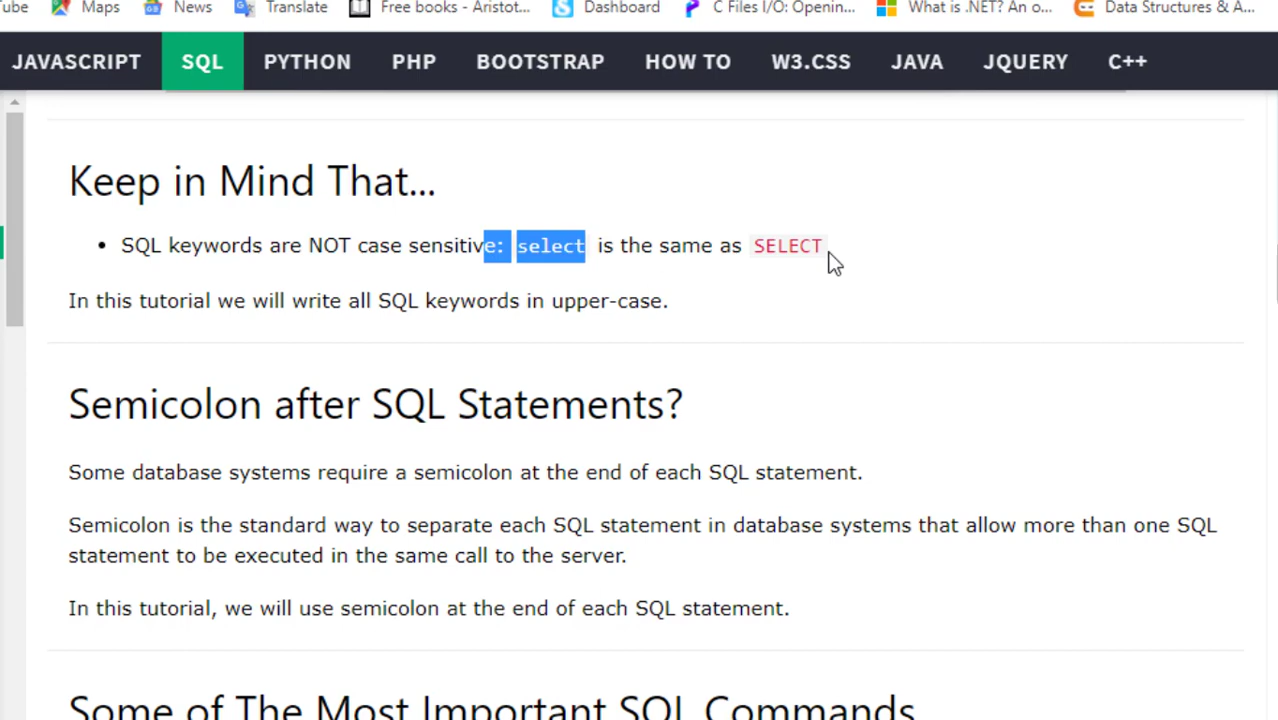 Tube Maps News Translate Free books - Aristot... Dashboard C Files I/O: Openin... What is .NET? An o... Data Structures & A...
JAVASCRIPT SQL PYTHON PHP BOOTSTRAP HOW TO W3.CSS JAVA JQUERY C++
Keep in Mind That...
• SQL keywords are NOT case sensitive: select is the same as SELECT
In this tutorial we will write all SQL keywords in upper-case.
Semicolon after SQL Statements?
Some database systems require a semicolon at the end of each SQL statement.
Semicolon is the standard way to separate each SQL statement in database systems that allow more than one SQL
statement to be executed in the same call to the server.
In this tutorial, we will use semicolon at the end of each SQL statement.
Some of The Most Important SQL Commands